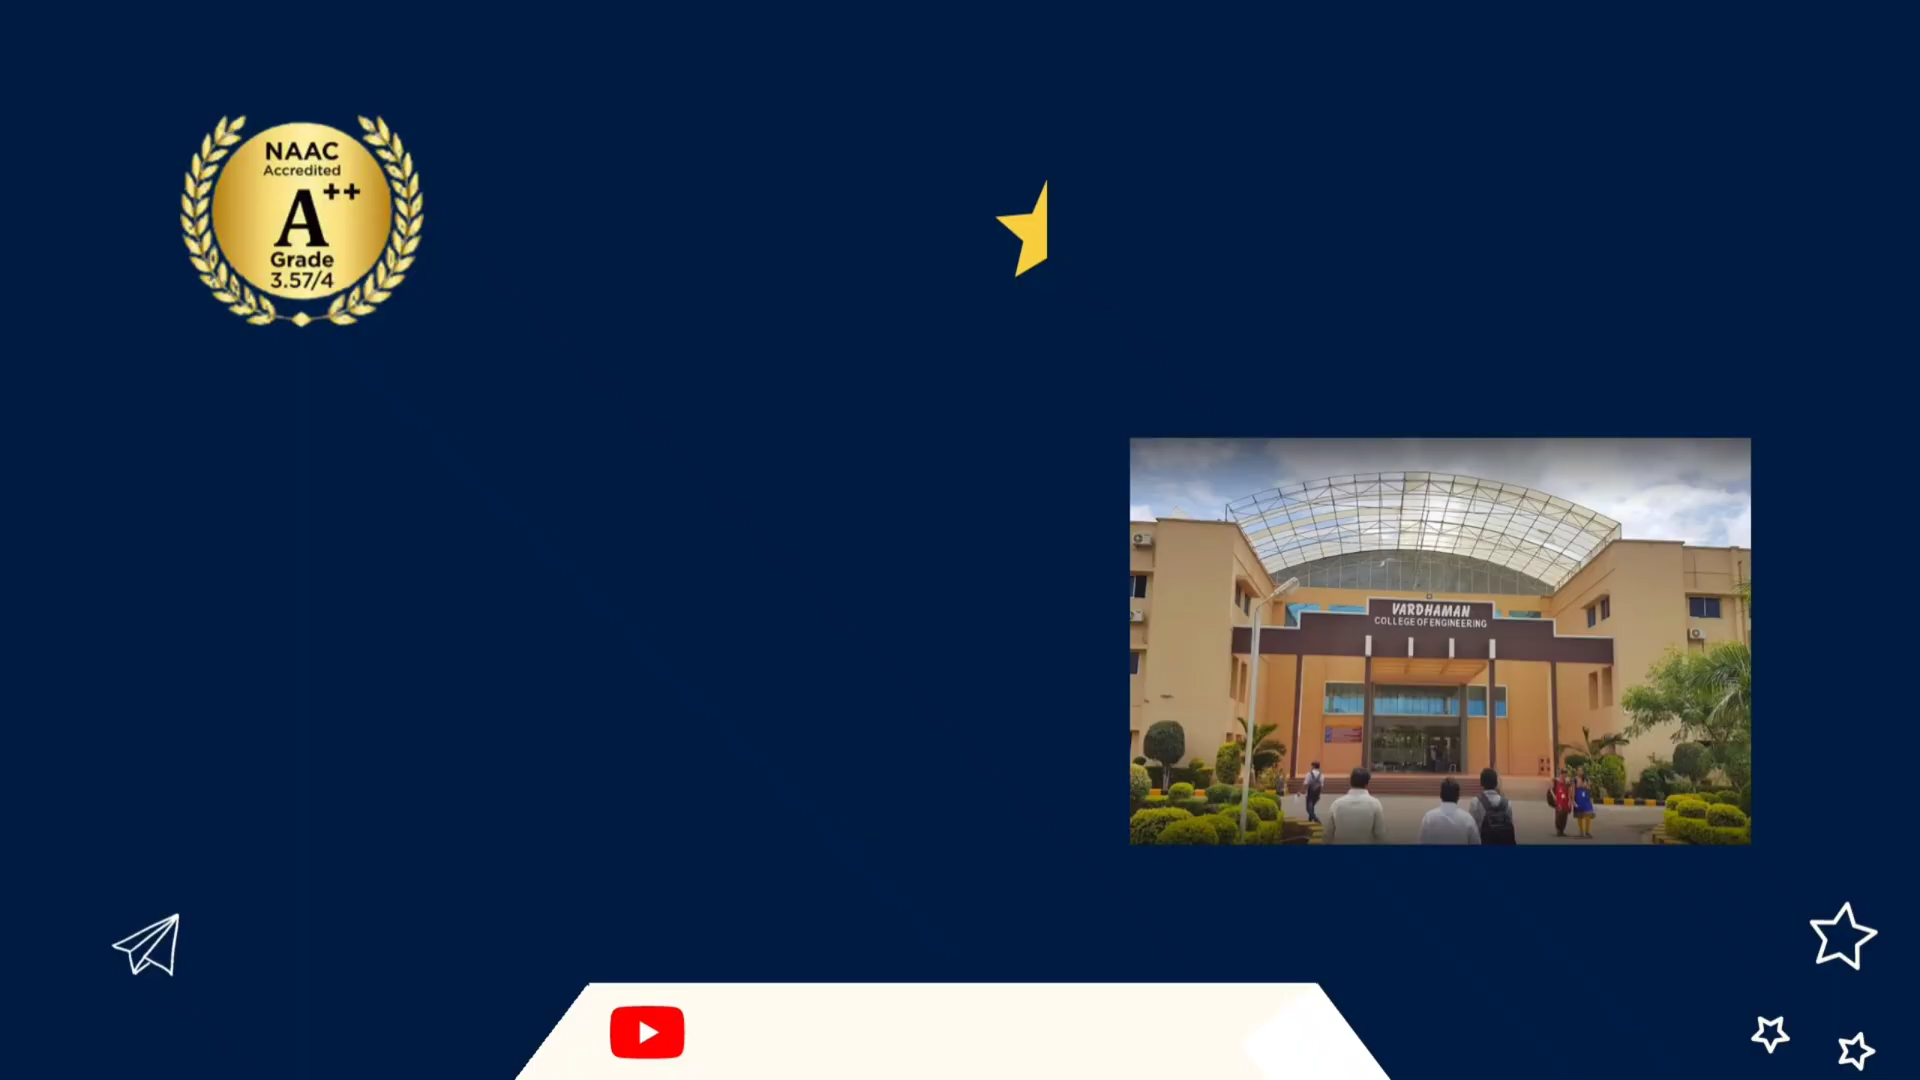 NAAC
Accredited
A++
Grade
3.57/4
VARDHAMAN
COLLEGE OF ENGINEERING